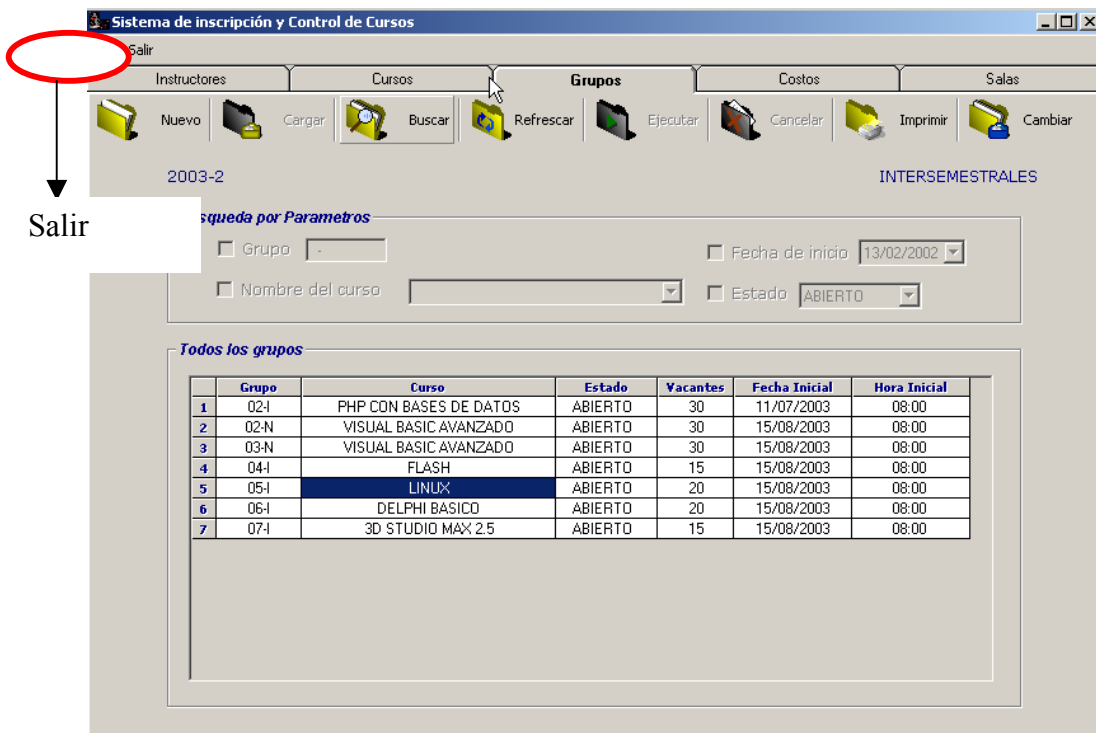 Sistema de inscripción y Control de Cursos
Salir
Instructores Cursos Grupos Costos Salas
Nuevo Cargar Buscar Refrescar Ejecutar Cancelar Imprimir Cambiar
2003-2 INTERSEMESTRALES
Salir
squeda por Parametros
Grupo - Fecha de inicio 13/02/2002
Nombre del curso Estado ABIERTO
Todos los grupos
Grupo Curso Estado Vacantes Fecha Inicial Hora Inicial
1 02-I PHP CON BASES DE DATOS ABIERTO 30 11/07/2003 08:00
2 02-N VISUAL BASIC AVANZADO ABIERTO 30 15/08/2003 08:00
3 03-N VISUAL BASIC AVANZADO ABIERTO 30 15/08/2003 08:00
4 04-I FLASH ABIERTO 15 15/08/2003 08:00
5 05-I LINUX ABIERTO 20 15/08/2003 08:00
6 06-I DELPHI BASICO ABIERTO 20 15/08/2003 08:00
7 07-I 3D STUDIO MAX 2.5 ABIERTO 15 15/08/2003 08:00